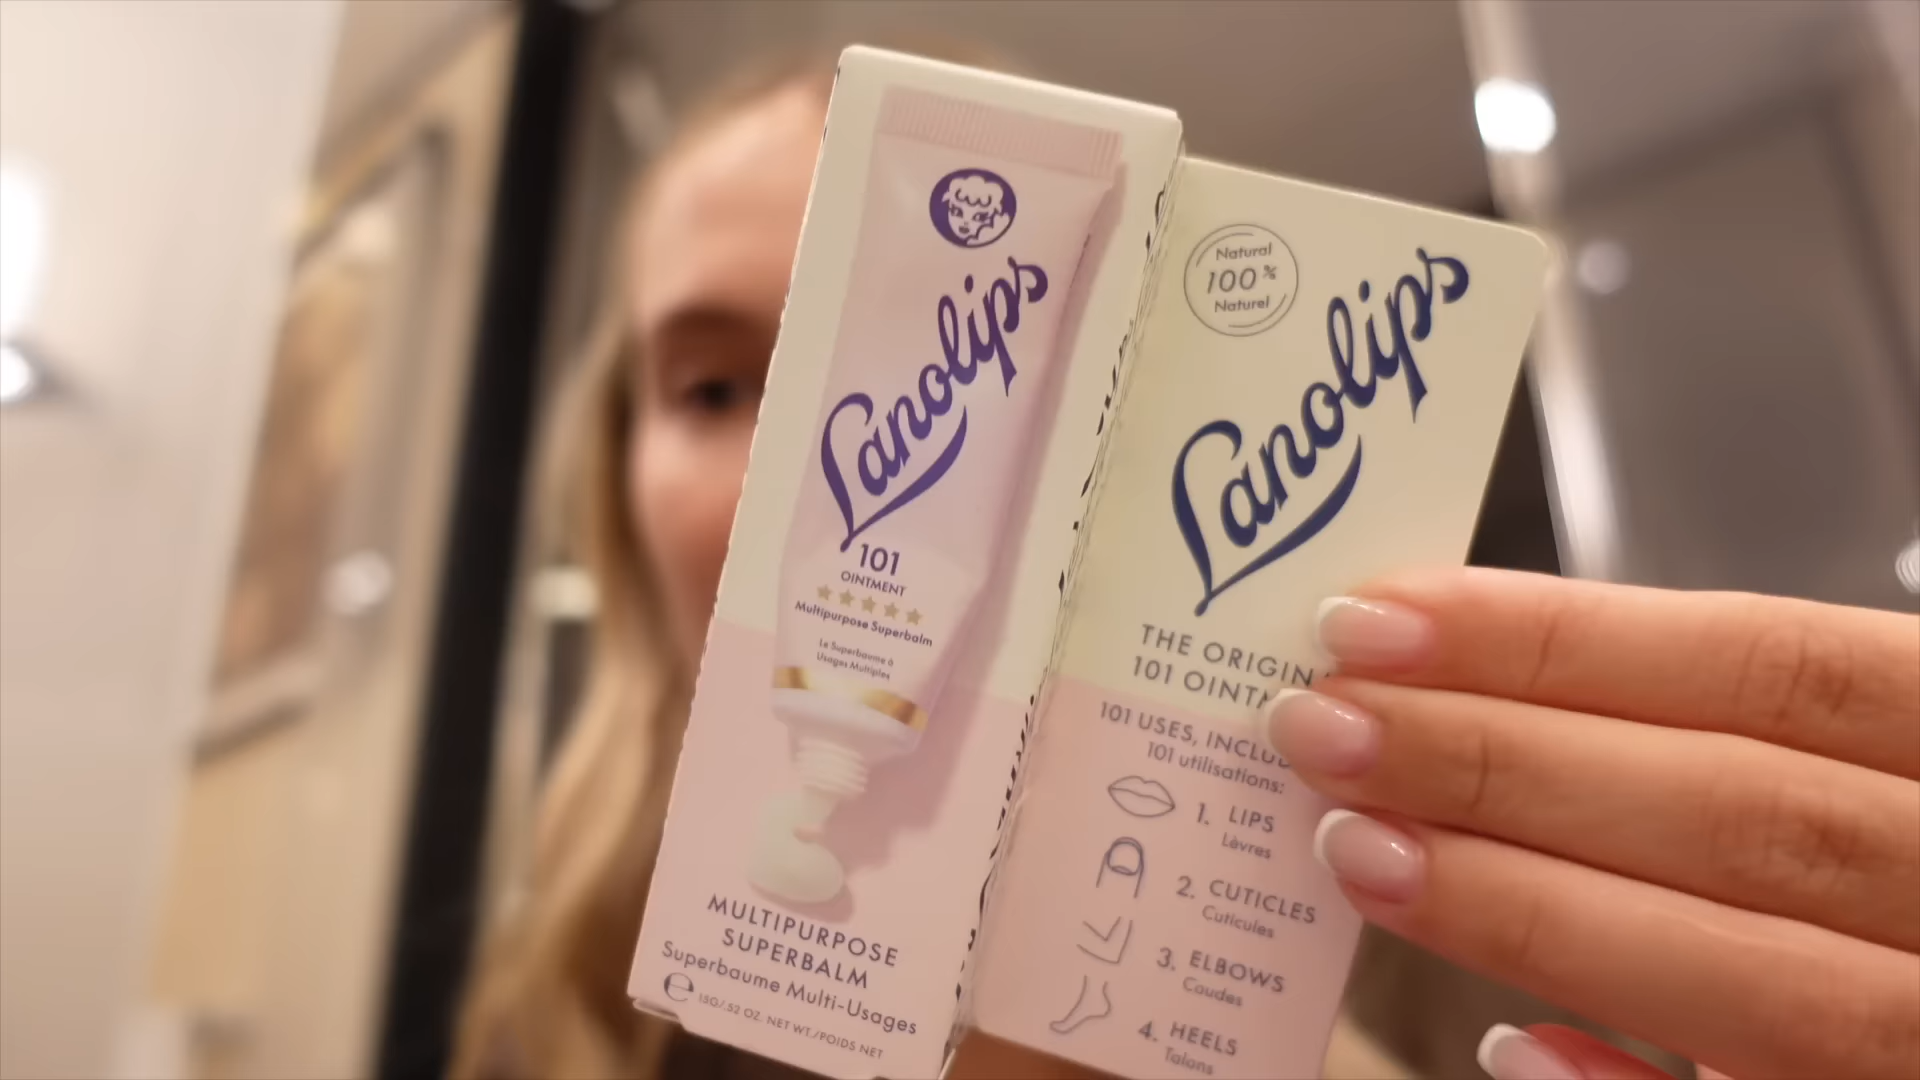 Lanolips
101
OINTMENT
Multipurpose Superbalm
Le Superbaume à
Usages Multiples
MULTIPURPOSE
SUPERBALM
Superbaume Multi-Usages
e 15G/.52 OZ. NET WT./POIDS NET
Natural
100%
Naturel
Lanolips
THE ORIGIN
101 OINTM
101 USES, INCLUD
101 utilisations:
1. LIPS
Lèvres
2. CUTICLES
Cuticules
3. ELBOWS
Coudes
4. HEELS
Talons